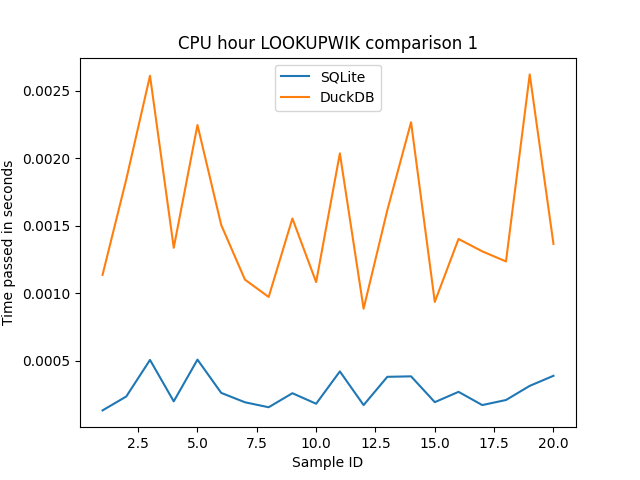 CPU hour LOOKUPWIK comparison 1
SQLite
DuckDB
Time passed in seconds
0.0025
0.0020
0.0015
0.0010
0.0005
2.5 5.0 7.5 10.0 12.5 15.0 17.5 20.0
Sample ID